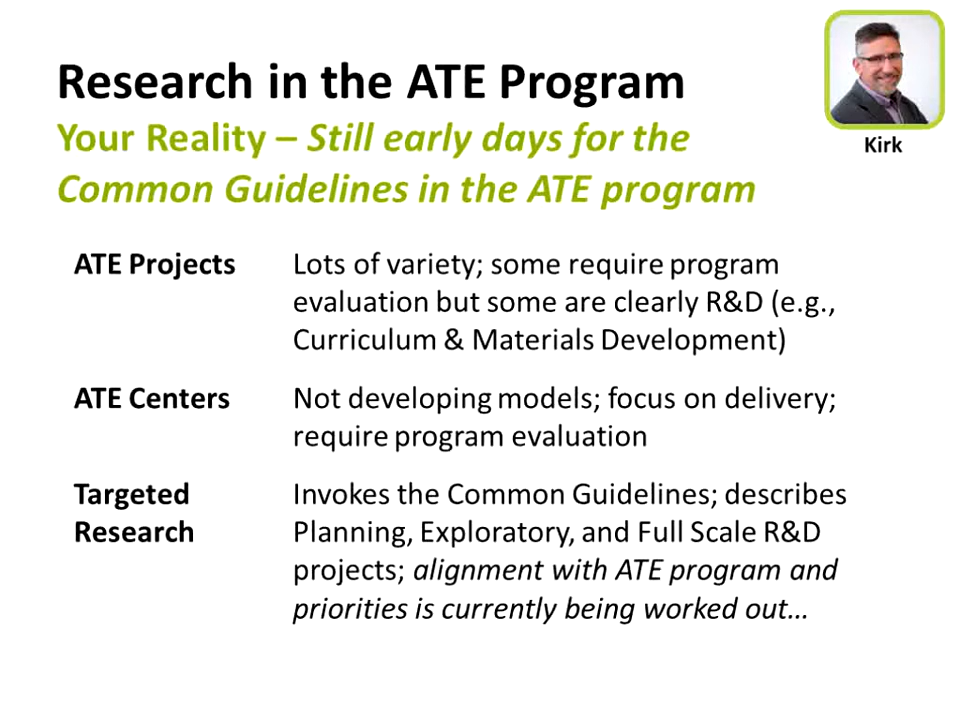 Research in the ATE Program
Your Reality – Still early days for the
Common Guidelines in the ATE program
Kirk
ATE Projects
Lots of variety; some require program
evaluation but some are clearly R&D (e.g.,
Curriculum & Materials Development)
ATE Centers
Not developing models; focus on delivery;
require program evaluation
Targeted
Research
Invokes the Common Guidelines; describes
Planning, Exploratory, and Full Scale R&D
projects; alignment with ATE program and
priorities is currently being worked out…